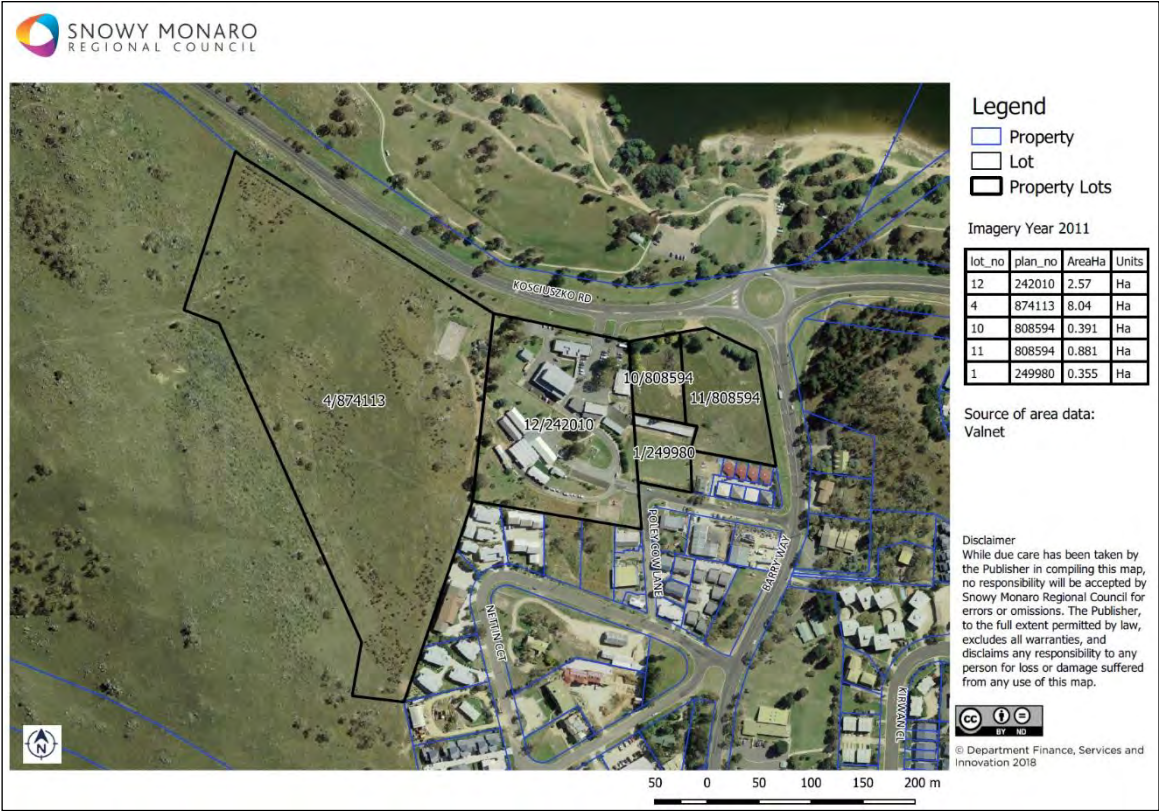 SNOWY MONARO
REGIONAL COUNCIL
KOSCIUSZKO RD
10/808594
11/808594
4/874113
12/242010
1/249980
POLEY COW LANE
BARRY WAY
NETTIN CCT
KIRWAN CL
N
Legend
Property
Lot
Property Lots
Imagery Year 2011
lot_no plan_no AreaHa Units
12 242010 2.57 Ha
4 874113 8.04 Ha
10 808594 0.391 Ha
11 808594 0.881 Ha
1 249980 0.355 Ha
Source of area data:
Valnet
Disclaimer
While due care has been taken by
the Publisher in compiling this map,
no responsibility will be accepted by
Snowy Monaro Regional Council for
errors or omissions. The Publisher,
to the full extent permitted by law,
excludes all warranties, and
disclaims any responsibility to any
person for loss or damage suffered
from any use of this map.
CC BY ND
© Department Finance, Services and
Innovation 2018
50 0 50 100 150 200 m